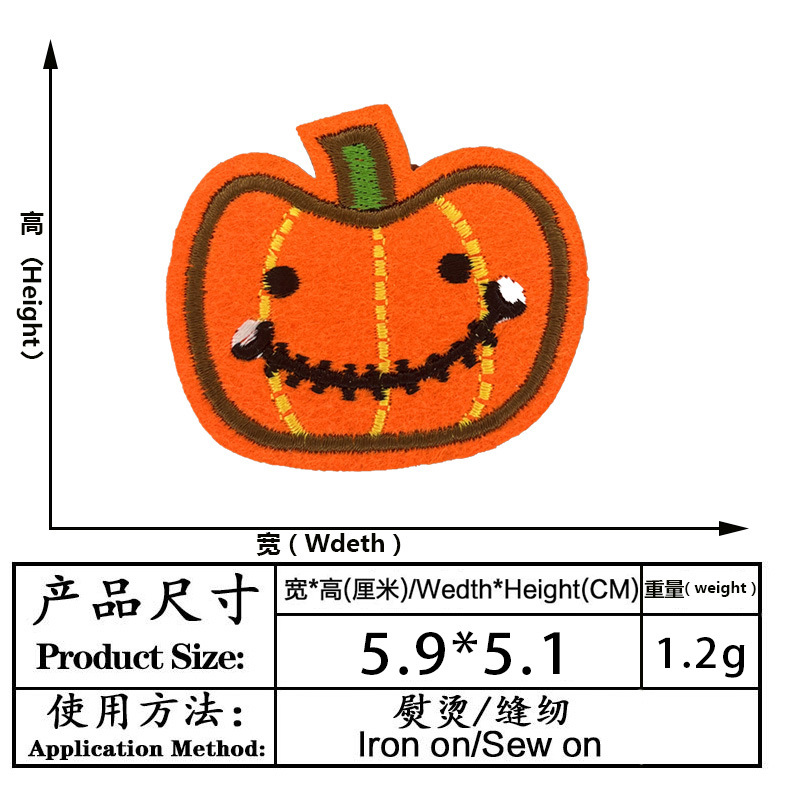 高 (Height)
宽 ( Wdeth )
产品尺寸
Product Size:
宽*高(厘米)/Wedth*Height(CM)
重量( weight )
5.9*5.1
1.2g
使用方法:
Application Method:
熨烫/缝纫
Iron on/Sew on